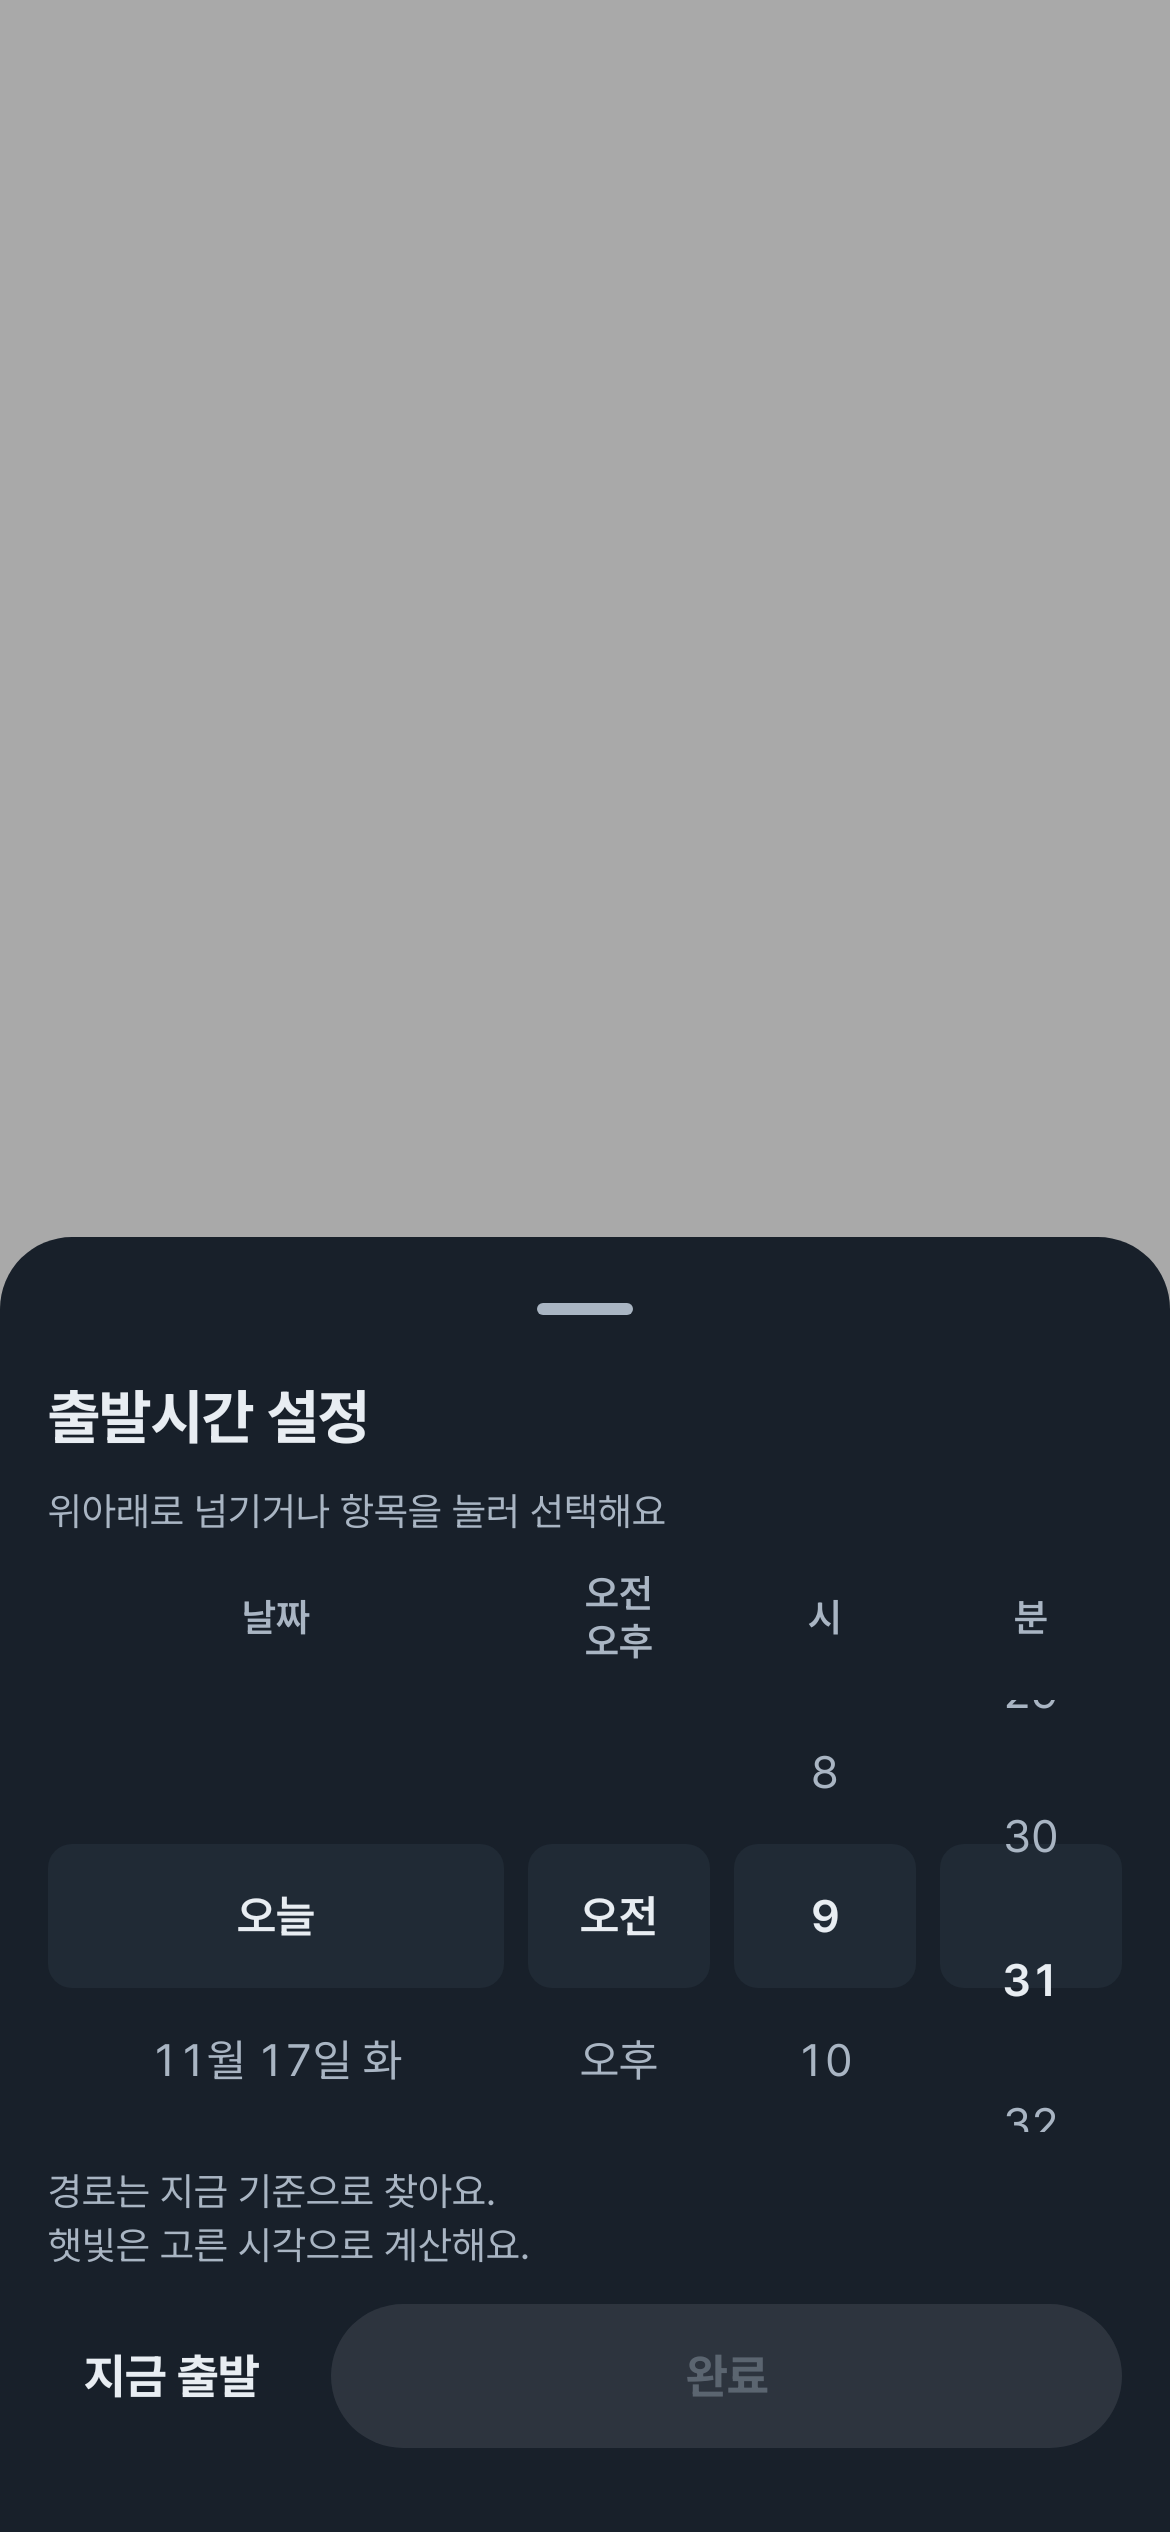 출발시간 설정
위아래로 넘기거나 항목을 눌러 선택해요
날짜
오전
오후
시
분
8
30
오늘
오전
9
31
11월 17일 화
오후
10
32
경로는 지금 기준으로 찾아요.
햇빛은 고른 시각으로 계산해요.
지금 출발
완료